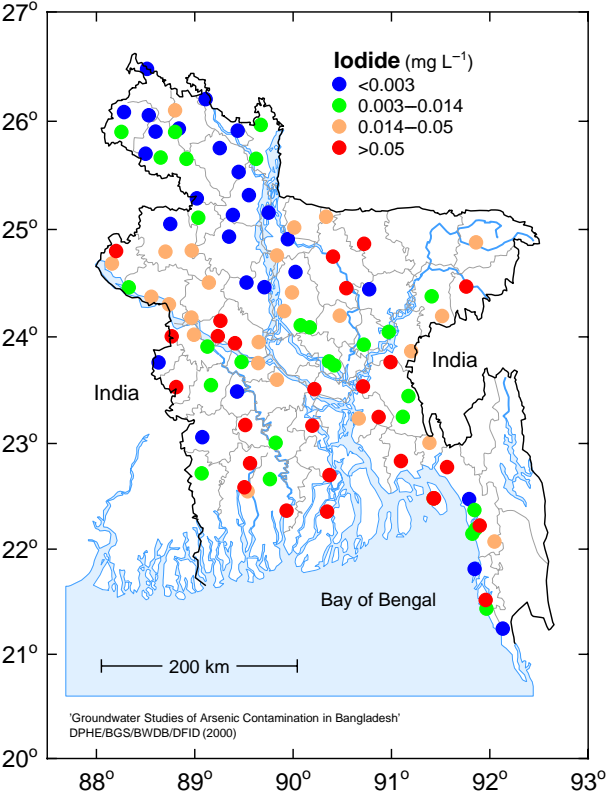 27°
Iodide (mg L⁻¹)
<0.003
0.003–0.014
0.014–0.05
>0.05
26°
25°
24°
India
India
23°
22°
Bay of Bengal
21°
200 km
'Groundwater Studies of Arsenic Contamination in Bangladesh'
DPHE/BGS/BWDB/DFID (2000)
20°
88° 89° 90° 91° 92° 93°